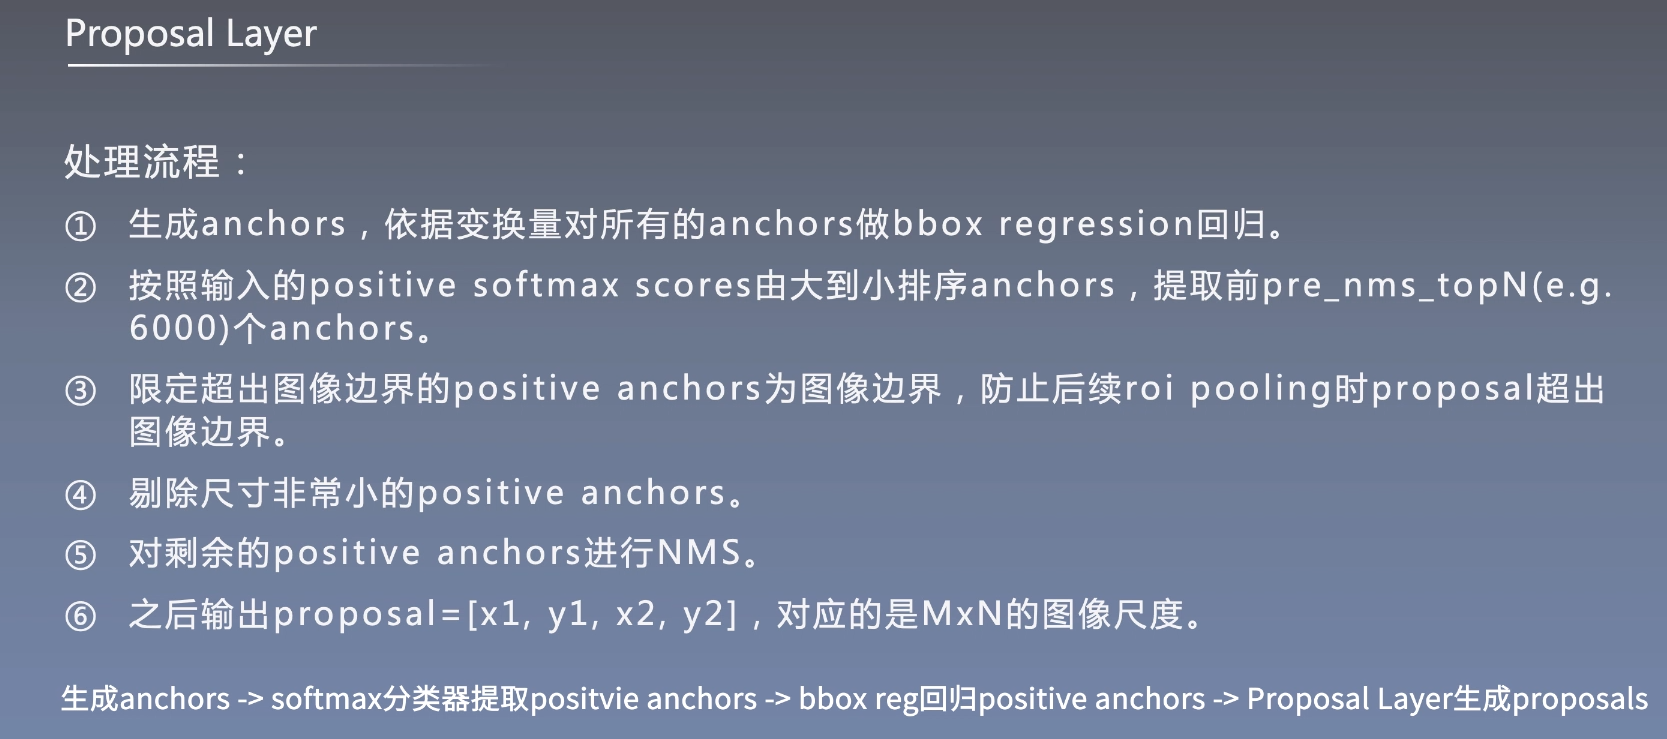 Proposal Layer
处理流程：
① 生成anchors，依据变换量对所有的anchors做bbox regression回归。
② 按照输入的positive softmax scores由大到小排序anchors，提取前pre_nms_topN(e.g.
6000)个anchors。
③ 限定超出图像边界的positive anchors为图像边界，防止后续roi pooling时proposal超出
图像边界。
④ 剔除尺寸非常小的positive anchors。
⑤ 对剩余的positive anchors进行NMS。
⑥ 之后输出proposal=[x1, y1, x2, y2]，对应的是MxN的图像尺度。
生成anchors -> softmax分类器提取positvie anchors -> bbox reg回归positive anchors -> Proposal Layer生成proposals